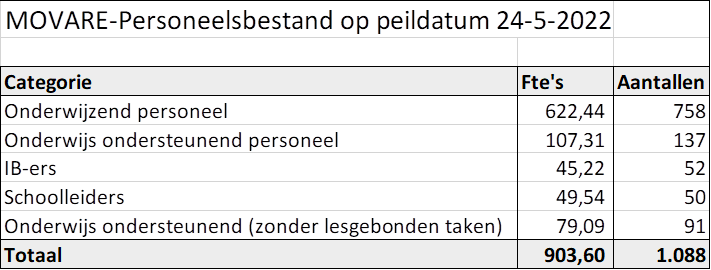 MOVARE-Personeelsbestand op peildatum 24-5-2022
Categorie Fte's Aantallen
Onderwijzend personeel 622,44 758
Onderwijs ondersteunend personeel 107,31 137
IB-ers 45,22 52
Schoolleiders 49,54 50
Onderwijs ondersteunend (zonder lesgebonden taken) 79,09 91
Totaal 903,60 1.088